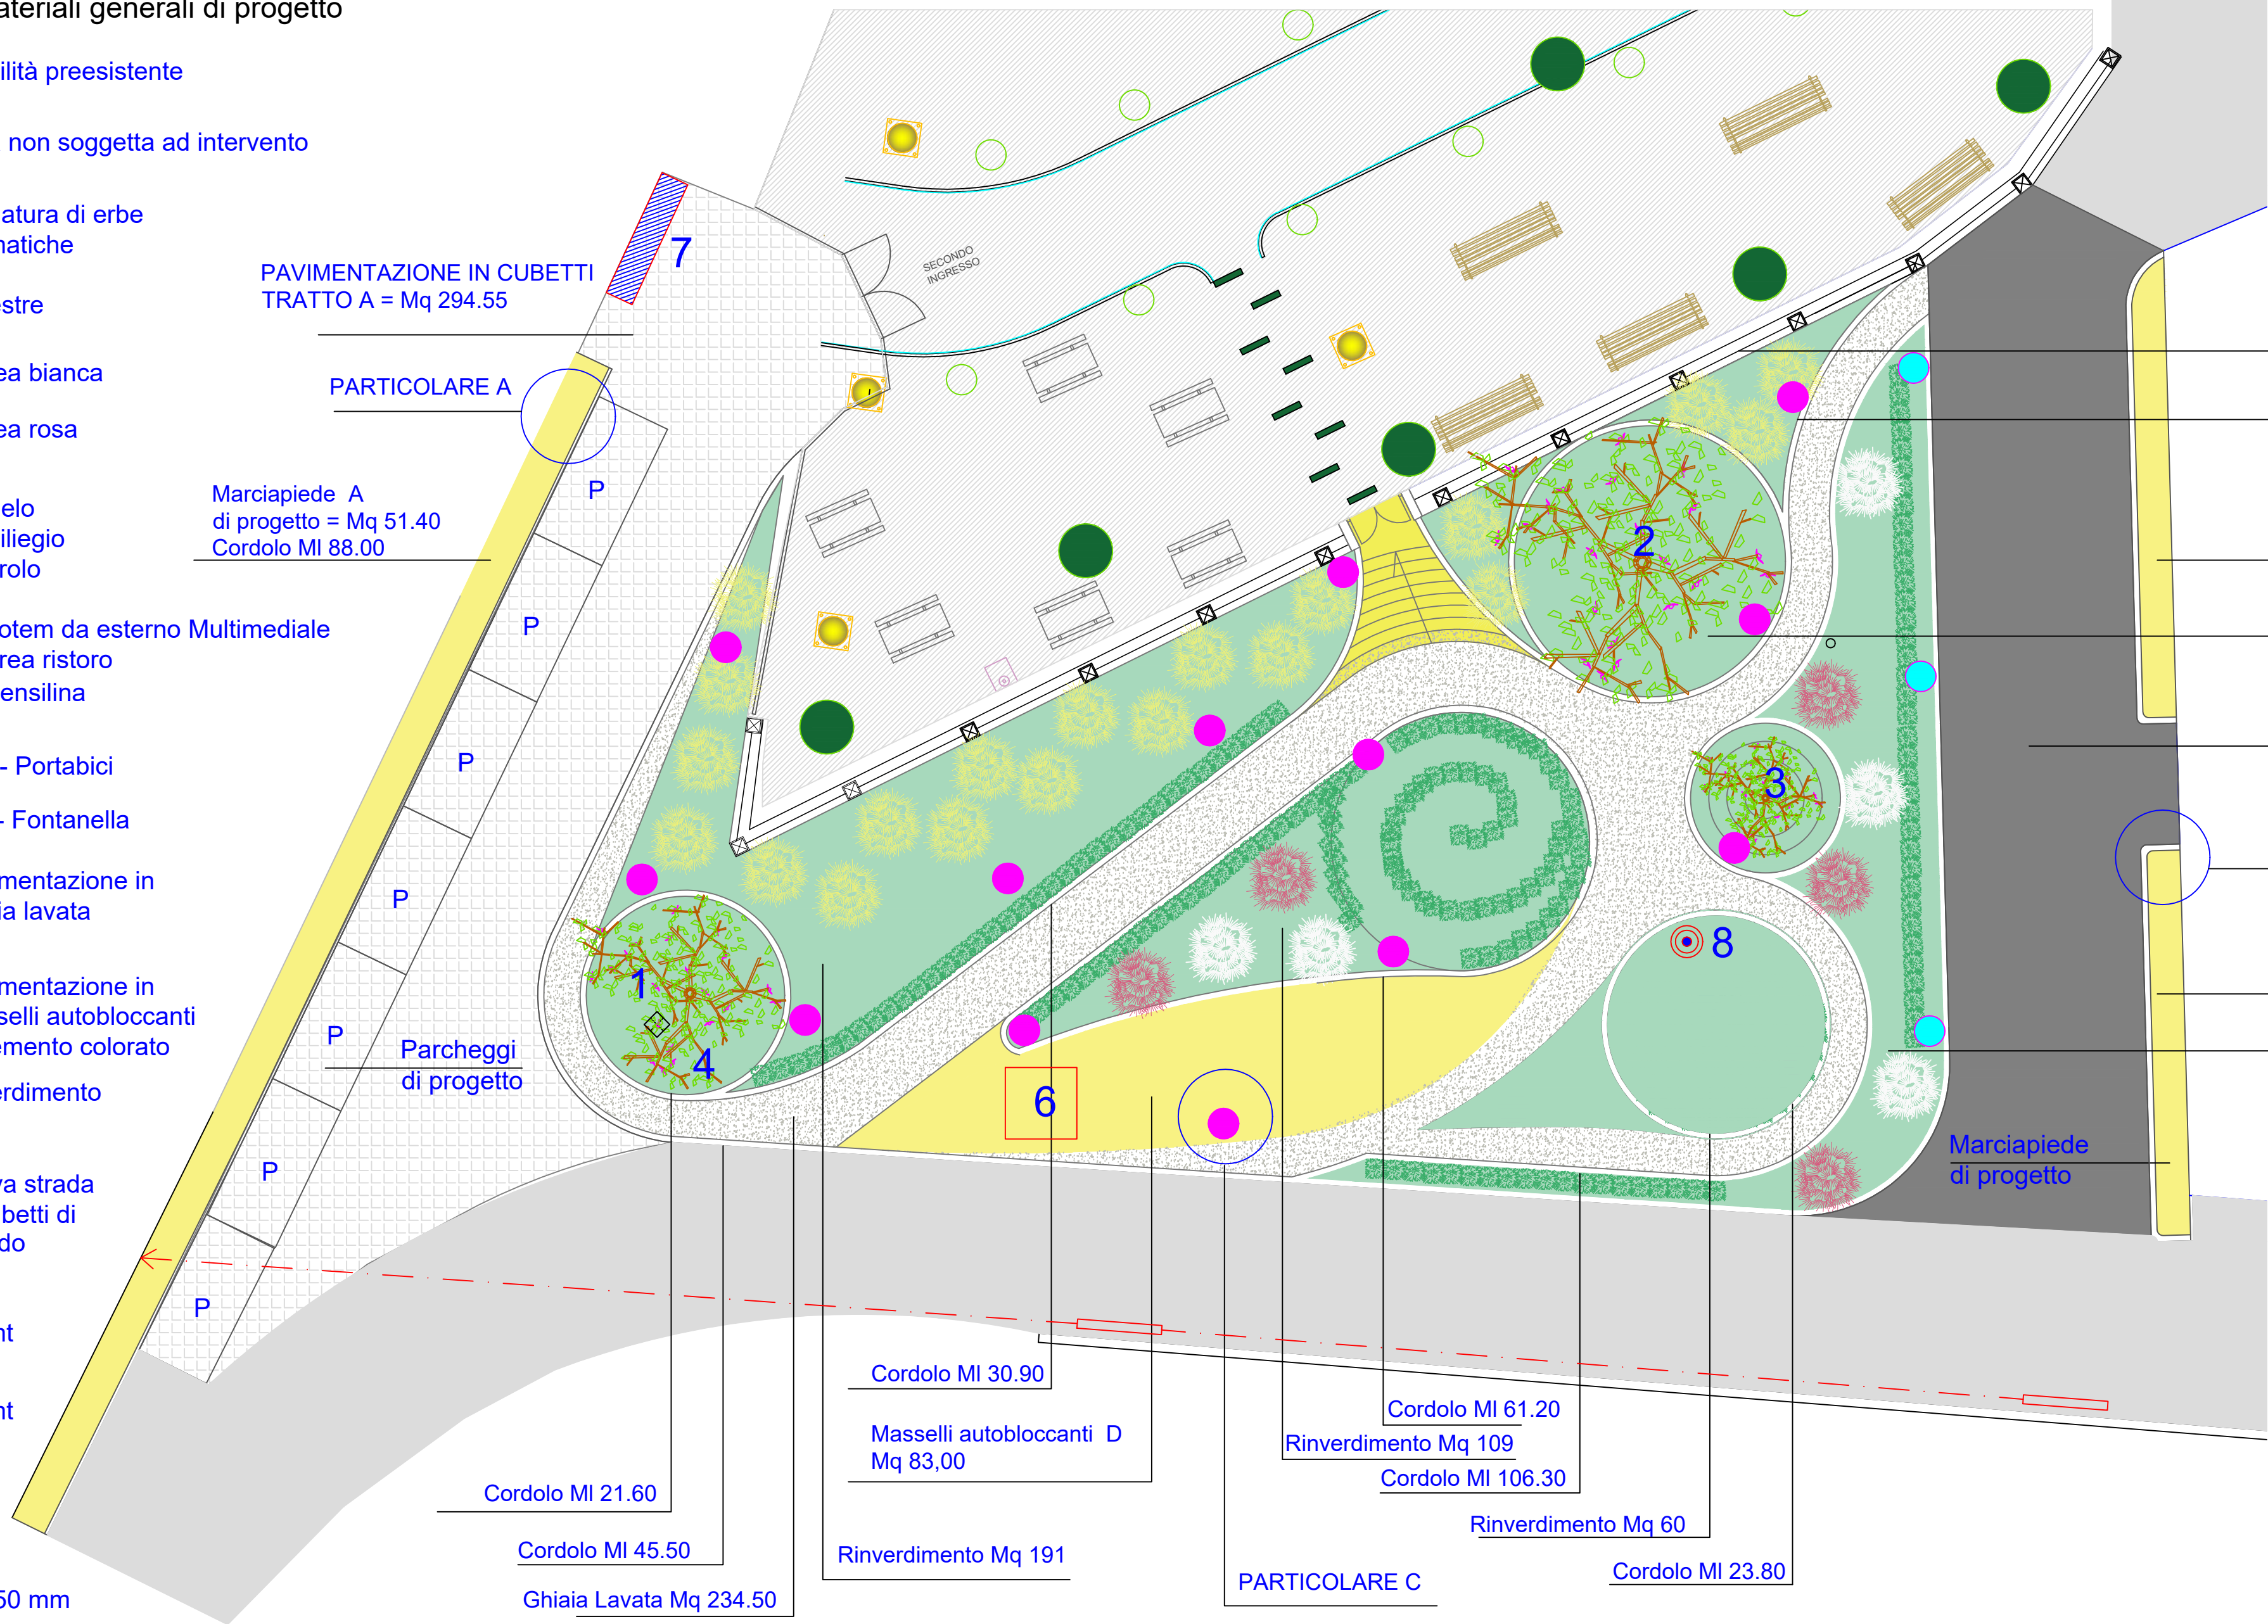 ateriali generali di progetto
ilità preesistente
non soggetta ad intervento
atura di erbe
natiche
estre
ea bianca
ea rosa
elo
iliegio
rolo
otem da esterno Multimediale
rea ristoro
ensilina
- Portabici
- Fontanella
mentazione in
ia lavata
mentazione in
selli autobloccanti
emento colorato
erdimento
va strada
betti di
do
nt
nt
50 mm
PAVIMENTAZIONE IN CUBETTI
TRATTO A = Mq 294.55
PARTICOLARE A
Marciapiede A
di progetto = Mq 51.40
Cordolo Ml 88.00
Parcheggi
di progetto
SECONDO
INGRESSO
7
P
P
P
P
P
P
P
1
4
2
3
8
6
Marciapiede
di progetto
Cordolo Ml 30.90
Masselli autobloccanti D
Mq 83,00
Cordolo Ml 61.20
Rinverdimento Mq 109
Cordolo Ml 106.30
Cordolo Ml 21.60
Rinverdimento Mq 60
Cordolo Ml 45.50
Rinverdimento Mq 191
Cordolo Ml 23.80
PARTICOLARE C
Ghiaia Lavata Mq 234.50